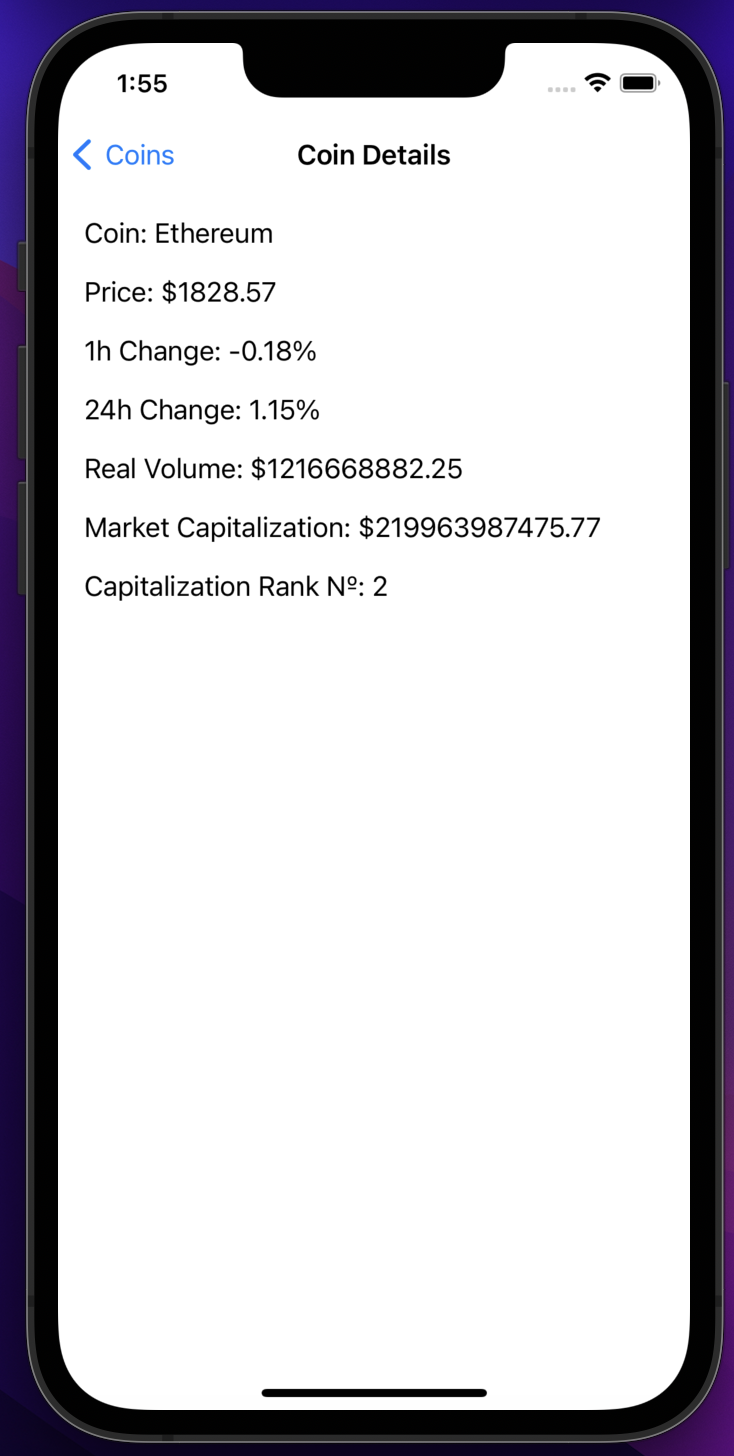 1:55
Coins
Coin Details
Coin: Ethereum
Price: $1828.57
1h Change: -0.18%
24h Change: 1.15%
Real Volume: $1216668882.25
Market Capitalization: $219963987475.77
Capitalization Rank Nº: 2